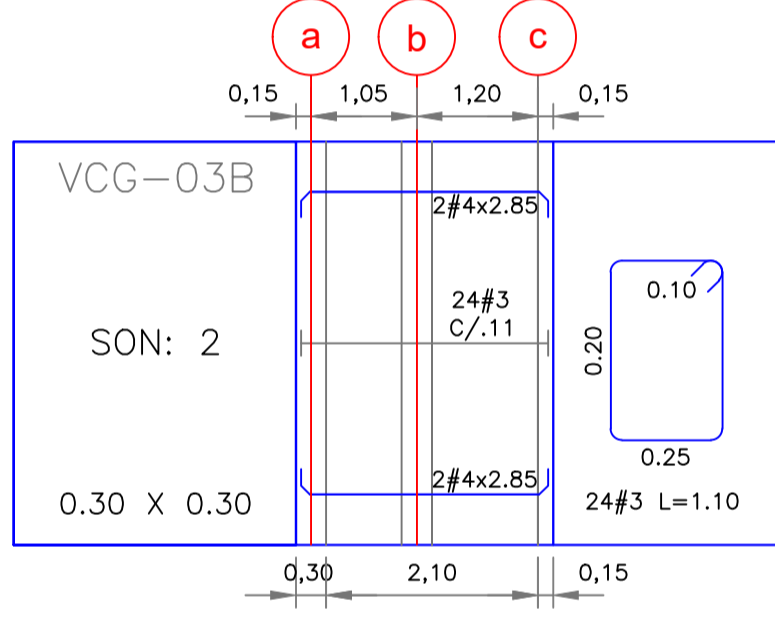 a b c
0,15 1,05 1,20 0,15
VCG-03B
2#4x2.85
24#3
C/.11
SON: 2
0.10
0.20
0.25
2#4x2.85
0.30 X 0.30
24#3 L=1.10
0,30 2,10 0,15